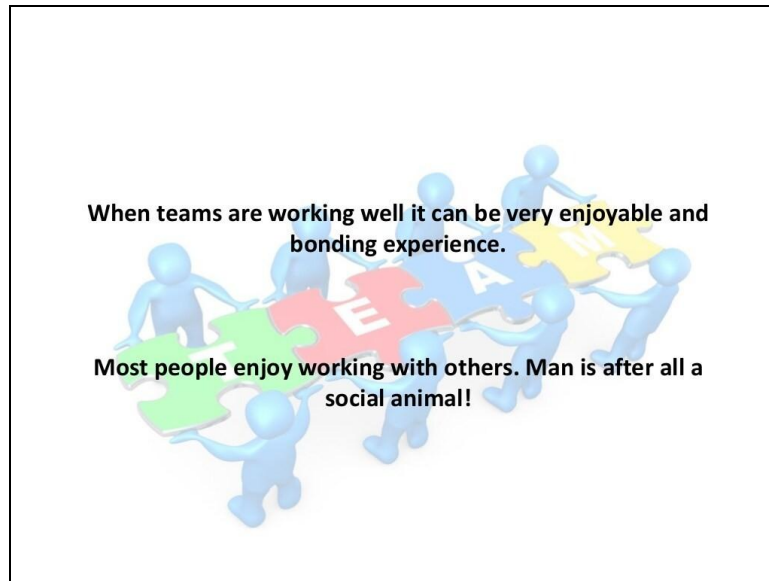 When teams are working well it can be very enjoyable and
bonding experience.
T E A M
Most people enjoy working with others. Man is after all a
social animal!